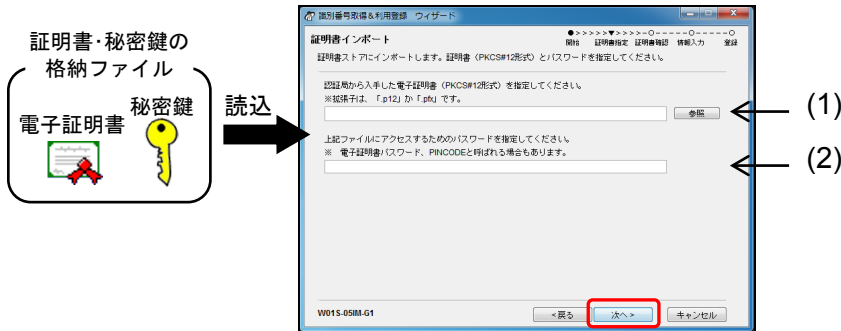 証明書・秘密鍵の
格納ファイル
電子証明書
秘密鍵
読込
識別番号取得&利用登録 ウィザード
証明書インポート
●>>>>>▼>>>>-○-----○-----○
開始 証明書指定 証明書確認 情報入力 登録
証明書ストアにインポートします。証明書（PKCS#12形式）とパスワードを指定してください。
認証局から入手した電子証明書（PKCS#12形式）を指定してください。
※拡張子は、「.p12」か「.pfx」です。
参照
(1)
上記ファイルにアクセスするためのパスワードを指定してください。
※ 電子証明書パスワード、PINCODEと呼ばれる場合もあります。
(2)
W01S-05IM-G1
<戻る
次へ>
キャンセル